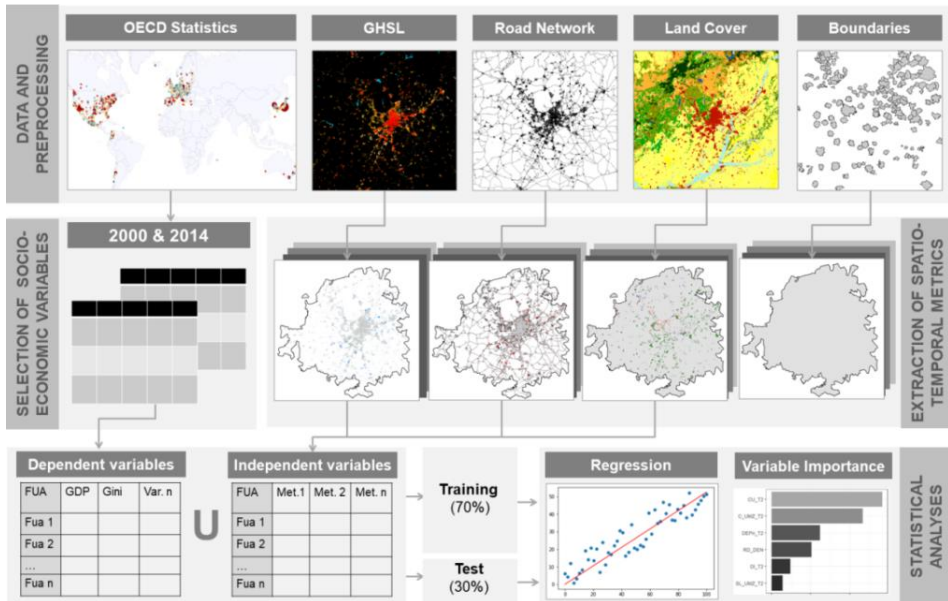 DATA AND
PREPROCESSING
OECD Statistics
GHSL
Road Network
Land Cover
Boundaries
SELECTION OF SOCIO-
ECONOMIC VARIABLES
2000 & 2014
EXTRACTION OF SPATIO-
TEMPORAL METRICS
Dependent variables
FUA GDP Gini Var. n
Fua 1
Fua 2
...
Fua n
U
Independent variables
FUA Met.1 Met. 2 Met. n
Fua 1
Fua 2
...
Fua n
Training
(70%)
Test
(30%)
Regression
50
40
30
20
10
0
0 20 40 60 80 100
Variable Importance
DEPH_T2
RD_DEN
DI_T2
STATISTICAL
ANALYSES